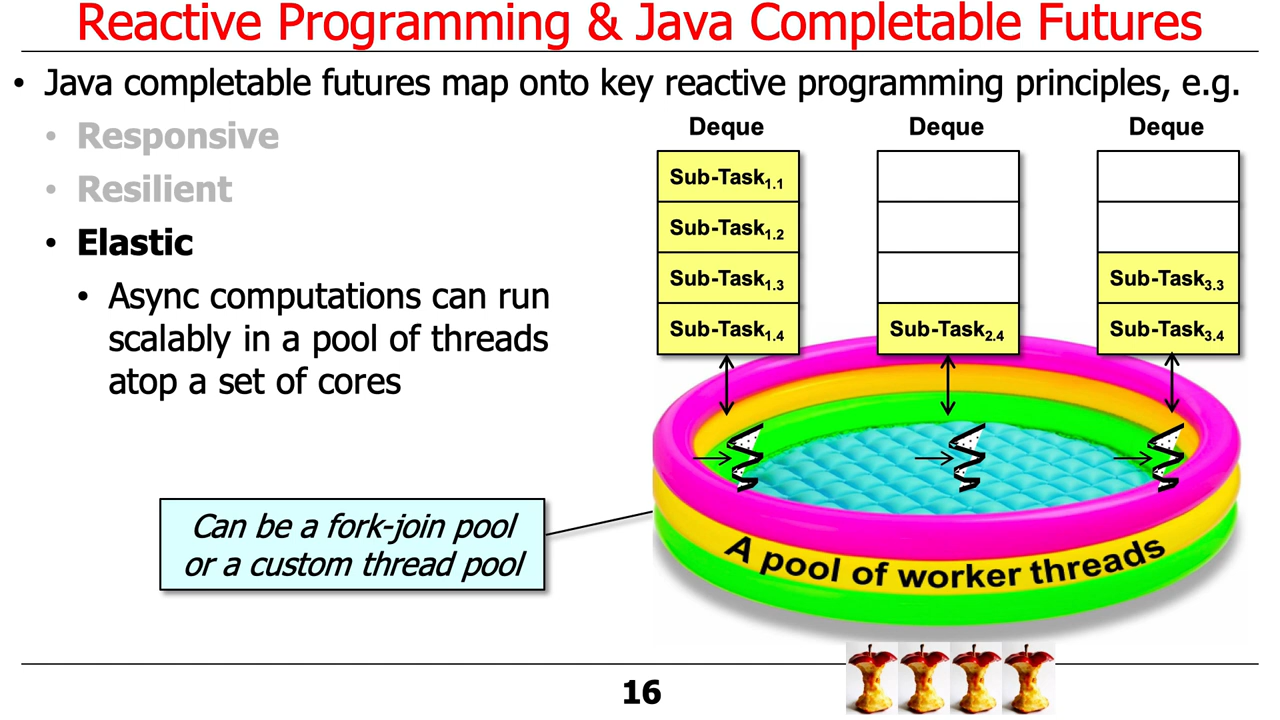 Reactive Programming & Java Completable Futures
• Java completable futures map onto key reactive programming principles, e.g.
• Responsive
• Resilient
• Elastic
• Async computations can run
scalably in a pool of threads
atop a set of cores
Can be a fork-join pool
or a custom thread pool
Deque
Sub-Task1.1
Sub-Task1.2
Sub-Task1.3
Sub-Task1.4
Deque
Sub-Task2.4
Deque
Sub-Task3.3
Sub-Task3.4
A pool of worker threads
16